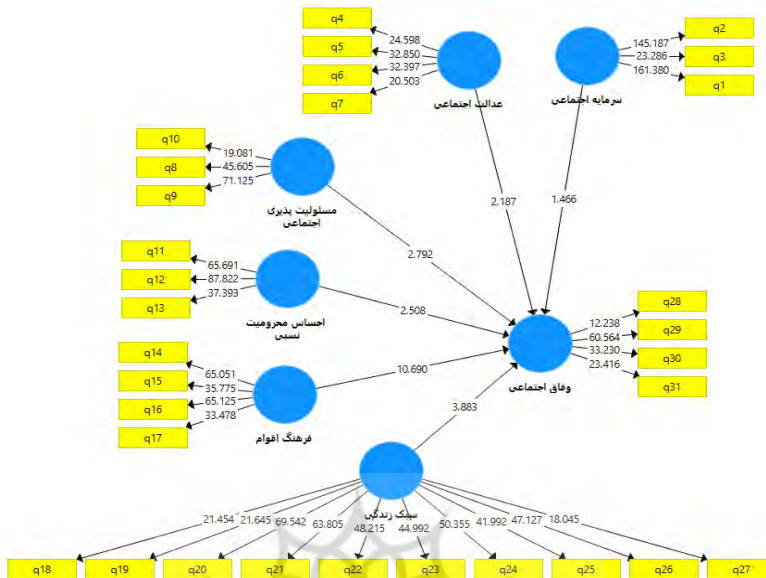 q4
24.598
q5
32.850
q6
32.397
q7
20.503
عدالت اجتماعی
q2
145.187
q3
23.286
q1
161.380
سرمایه اجتماعی
q10
19.081
q8
45.605
q9
71.125
مسئولیت پذیری
اجتماعی
2.187
1.466
2.792
q11
65.691
q12
87.822
q13
37.393
احساس محرومیت
نسبی
2.508
q14
65.051
q15
35.775
q16
65.125
q17
33.478
فرهنگ اقوام
10.690
q28
12.238
q29
60.564
q30
33.230
q31
23.416
وفاق اجتماعی
3.883
سبک زندگی
21.454
21.645
69.542
63.805
48.215
44.992
50.355
41.992
47.127
18.045
q18
q19
q20
q21
q22
q23
q24
q25
q26
q27